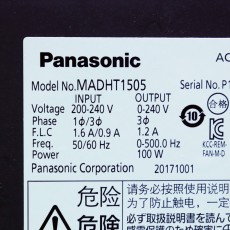 Panasonic AC
Model No. MADHT1505 Serial No. P1
INPUT OUTPUT
Voltage 200-240 V 0-240 V
Phase 1ϕ/3ϕ 3ϕ
F.L.C 1.6 A/0.9 A 1.2 A
Freq. 50/60 Hz 0-500.0 Hz
Power 100 W
合格
10
KCC-REM-
FAN-M-D
Panasonic Corporation 20171001
危险 请务必按照使用说明
为了防止触电，一定
危険 必ず取扱説明書を読ん